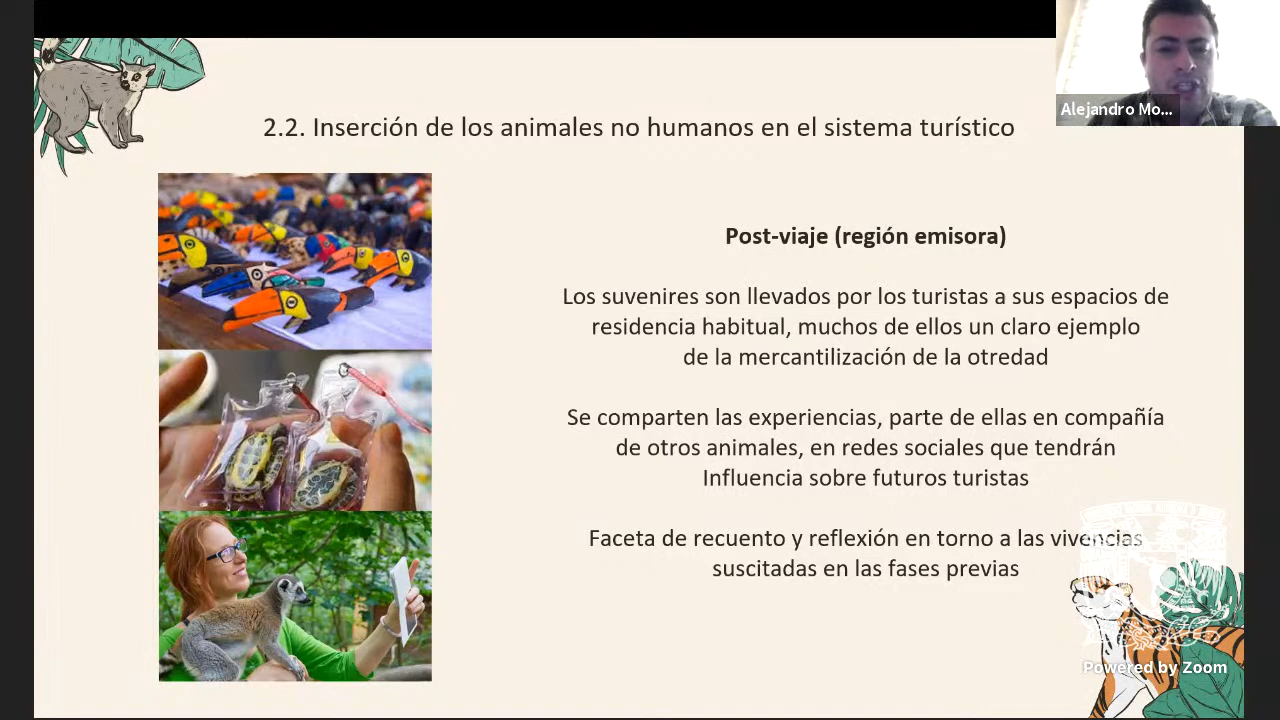 Alejandro Mo...
2.2. Inserción de los animales no humanos en el sistema turístico
Post-viaje (región emisora)
Los suvenires son llevados por los turistas a sus espacios de
residencia habitual, muchos de ellos un claro ejemplo
de la mercantilización de la otredad
Se comparten las experiencias, parte de ellas en compañía
de otros animales, en redes sociales que tendrán
Influencia sobre futuros turistas
Faceta de recuento y reflexión en torno a las vivencias
suscitadas en las fases previas
Powered by Zoom